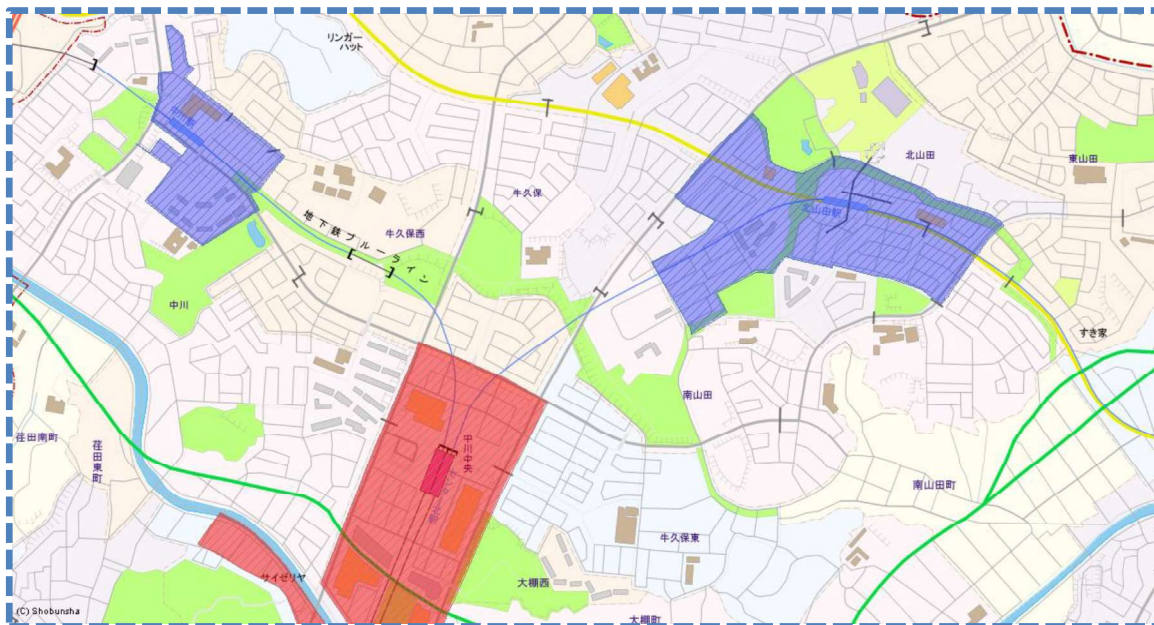 リンガー
ハット
中川駅
北山田
東山田
牛久保
北山田駅
地下鉄ブルーライン
牛久保西
中川
すき家
南山田
中川中央
荏田南町
荏田東町
南山田町
牛久保東
サイゼリヤ
大棚西
(C) Shobunsha
大棚町